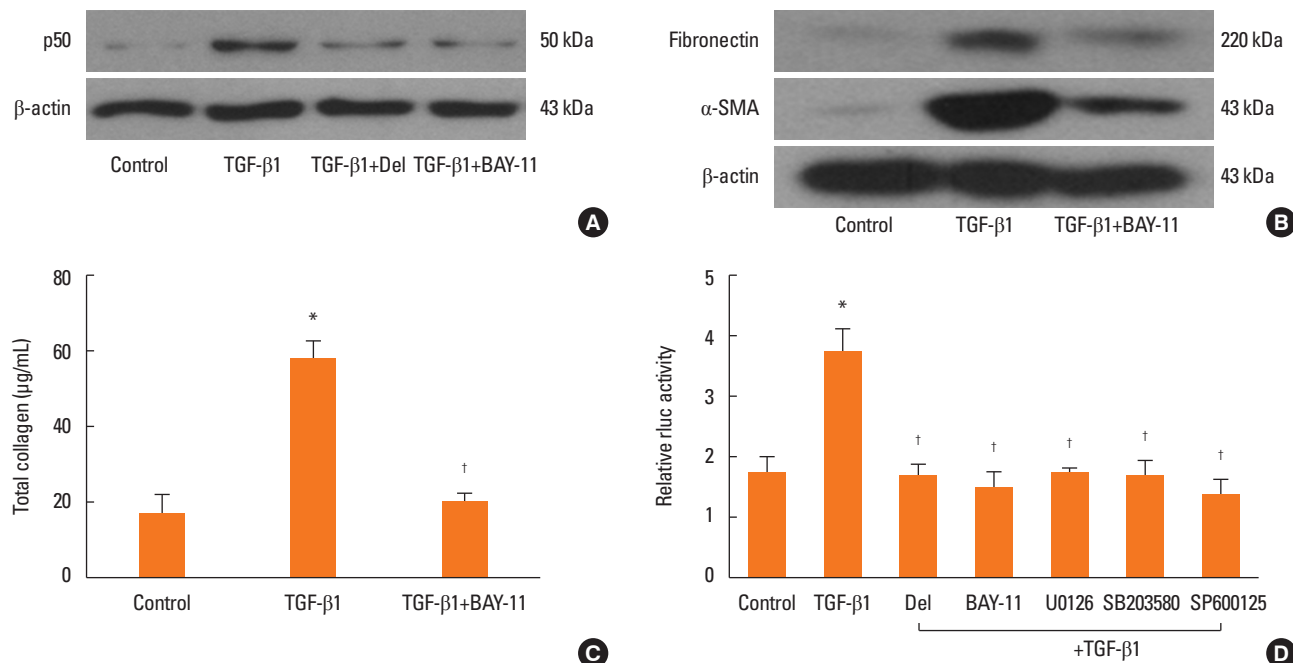 p50 50 kDa
β-actin 43 kDa
Control TGF-β1 TGF-β1+Del TGF-β1+BAY-11
A
Fibronectin 220 kDa
α-SMA 43 kDa
β-actin 43 kDa
Control TGF-β1 TGF-β1+BAY-11
B
80
60
40
20
0
Total collagen (µg/mL)
*
†
Control TGF-β1 TGF-β1+BAY-11
C
5
4
3
2
1
0
Relative rluc activity
*
† † † † †
Control TGF-β1 Del BAY-11 U0126 SB203580 SP600125
+TGF-β1
D